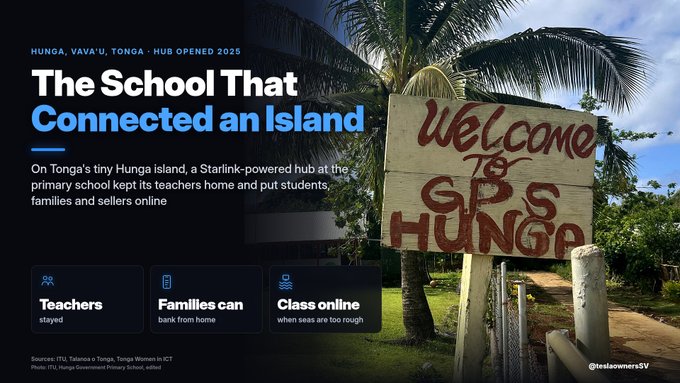 HUNGA, VAVA'U, TONGA · HUB OPENED 2025
The School That
Connected an Island
On Tonga's tiny Hunga island, a Starlink-powered hub at the
primary school kept its teachers home and put students,
families and sellers online
Teachers
stayed
Families can
bank from home
Class online
when seas are too rough
Sources: ITU, Talanoa o Tonga, Tonga Women in ICT
Photo: ITU, Hunga Government Primary School, edited
WELCOME
TO
GPS
HUNGA
@teslaownersSV